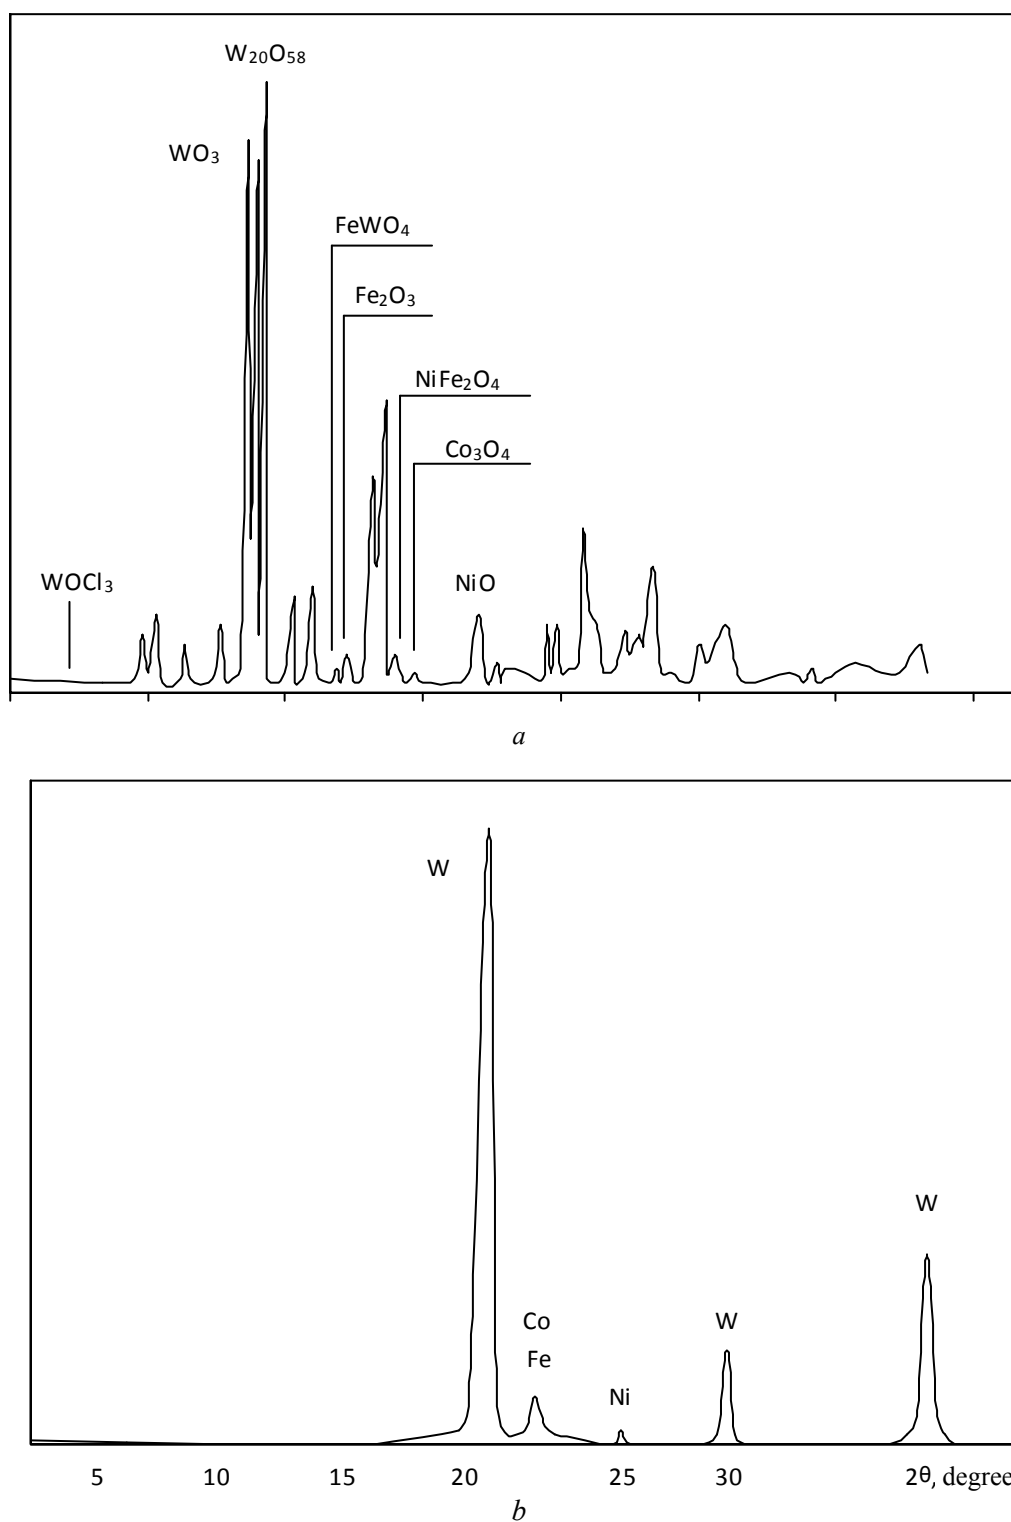 W₂₀O₅₈
WO₃
FeWO₄
Fe₂O₃
NiFe₂O₄
Co₃O₄
WOCl₃
NiO
a
W
W
Co
W
Fe
Ni
5 10 15 20 25 30 2θ, degree
b